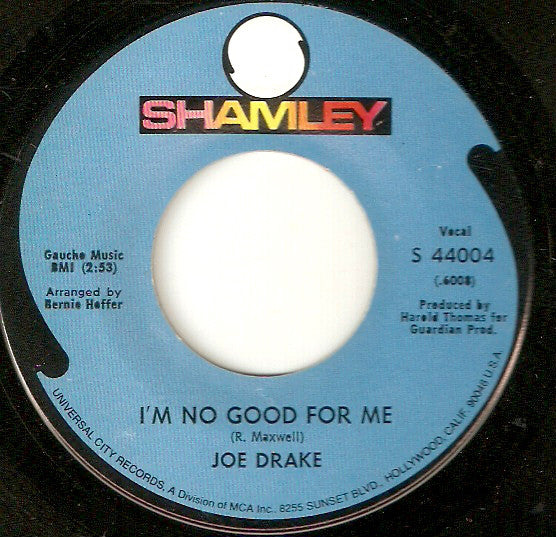 SHAMLEY
Gaucho Music
BMI (2:53)
Arranged by
Bernie Hoffer
Vocal
S 44004
(.6008)
Produced by
Harold Thomas for
Guardian Prod.
I'M NO GOOD FOR ME
(R. Maxwell)
JOE DRAKE
UNIVERSAL CITY RECORDS, A Division of MCA Inc., 8255 SUNSET BLVD., HOLLYWOOD, CALIF. 90046 U.S.A.